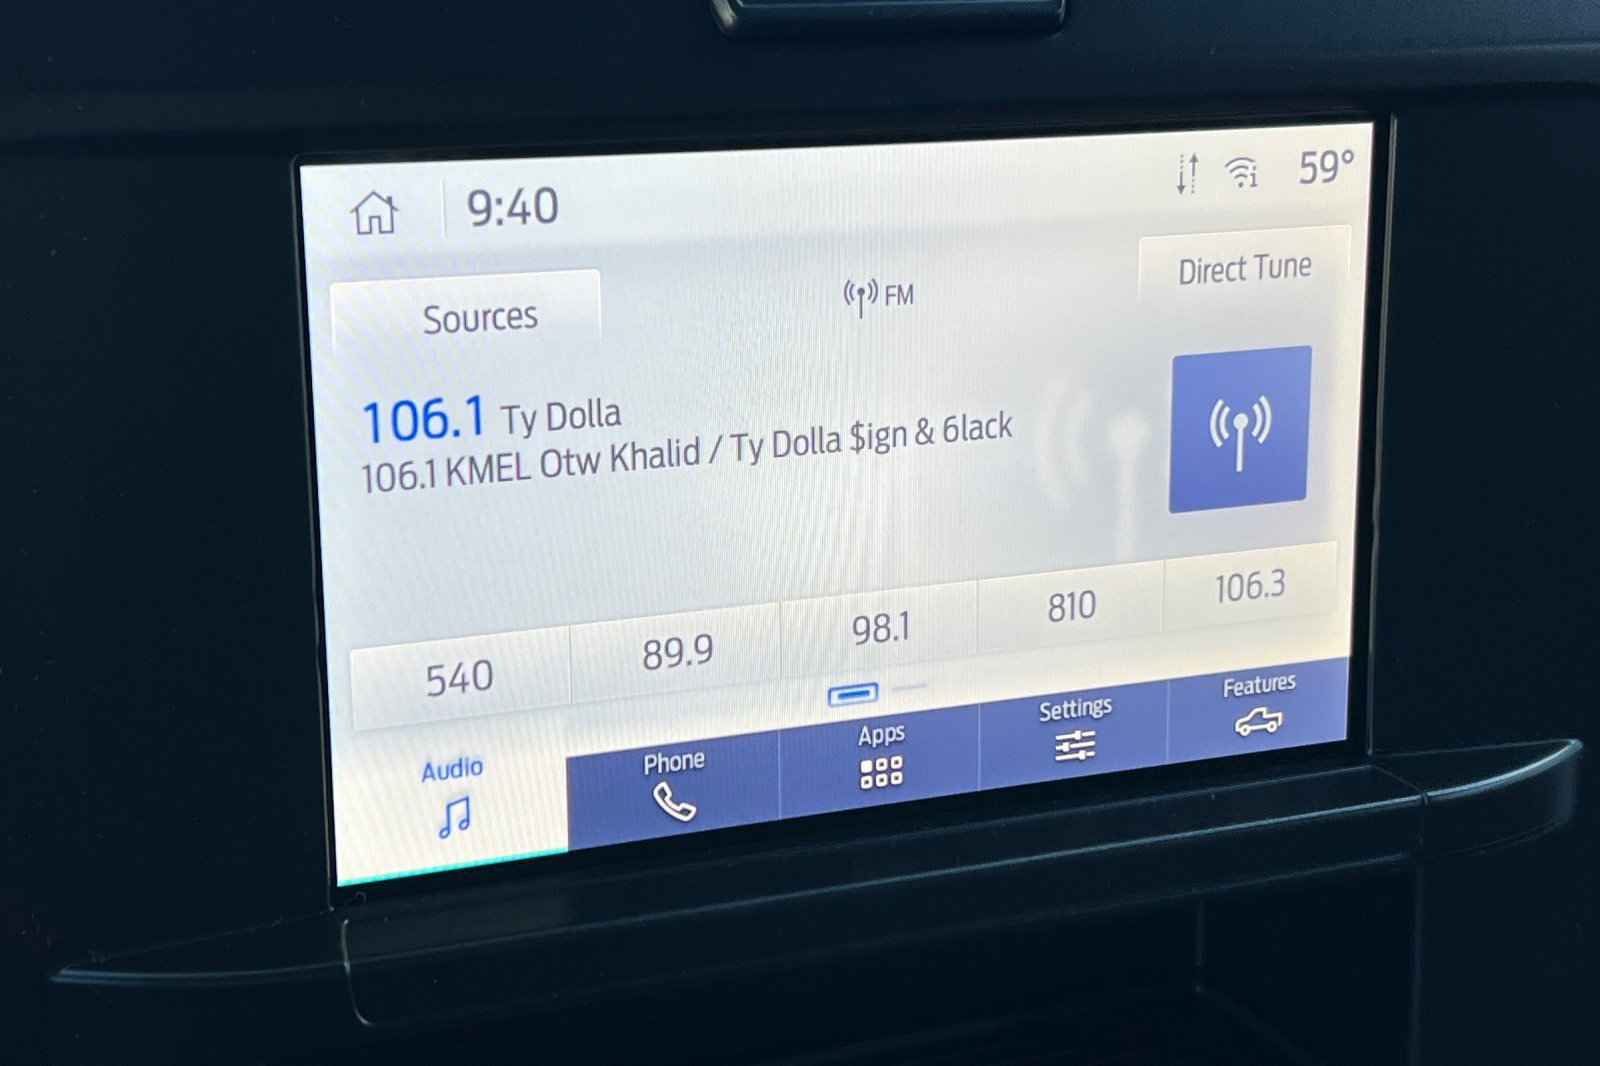 9:40
59°
Sources
FM
Direct Tune
106.1 Ty Dolla
106.1 KMEL Otw Khalid / Ty Dolla $ign & 6lack
540
89.9
98.1
810
106.3
Audio
Phone
Apps
Settings
Features